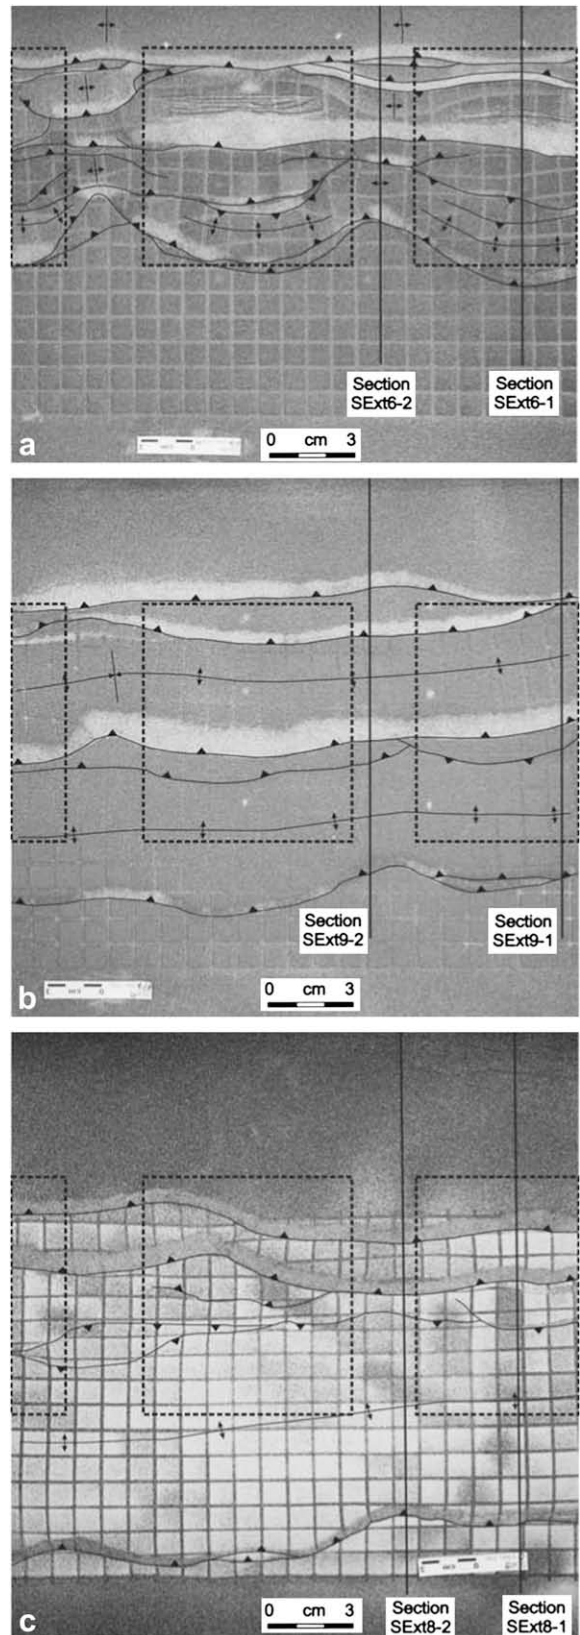 Section
SExt6-2
Section
SExt6-1
a
0 cm 3
Section
SExt9-2
Section
SExt9-1
b
0 cm 3
c
0 cm 3
Section
SExt8-2
Section
SExt8-1